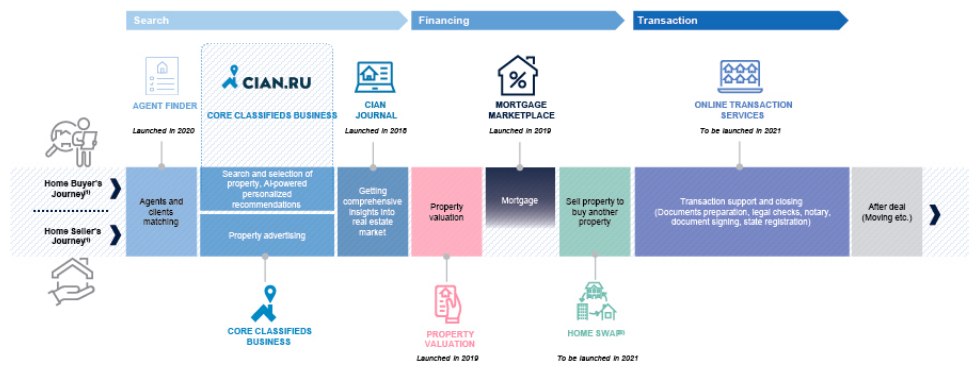 Search
Financing
Transaction
CIAN.RU
AGENT FINDER
Launched in 2020
CORE CLASSIFIEDS BUSINESS
CIAN
JOURNAL
Launched in 2018
MORTGAGE
MARKETPLACE
Launched in 2019
ONLINE TRANSACTION
SERVICES
To be launched in 2021
Home Buyer's
Journey(1)
Home Seller's
Journey(1)
Agents and
clients
matching
Search and selection of
property, AI-powered
personalized
recommendations
Property advertising
Getting
comprehensive
insights into
real estate
market
Property
valuation
Mortgage
Sell property to
buy another
property
Transaction support and closing
(Documents preparation, legal checks, notary,
document signing, state registration)
After deal
(Moving etc.)
CORE CLASSIFIEDS
BUSINESS
PROPERTY
VALUATION
Launched in 2019
HOME SWAP
To be launched in 2021